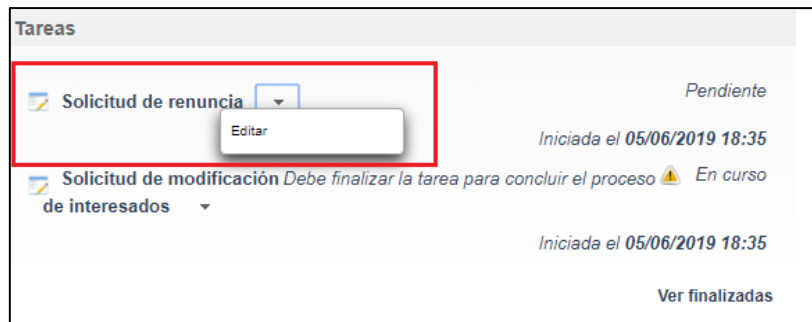 Tareas
Solicitud de renuncia
Pendiente
Editar
Iniciada el 05/06/2019 18:35
Solicitud de modificación Debe finalizar la tarea para concluir el proceso En curso
de interesados
Iniciada el 05/06/2019 18:35
Ver finalizadas